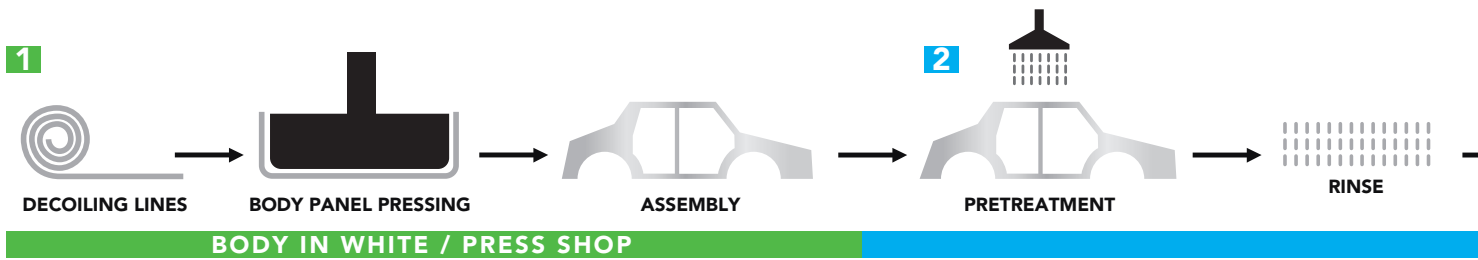 1
2
DECOILING LINES
BODY PANEL PRESSING
ASSEMBLY
PRETREATMENT
RINSE
BODY IN WHITE / PRESS SHOP